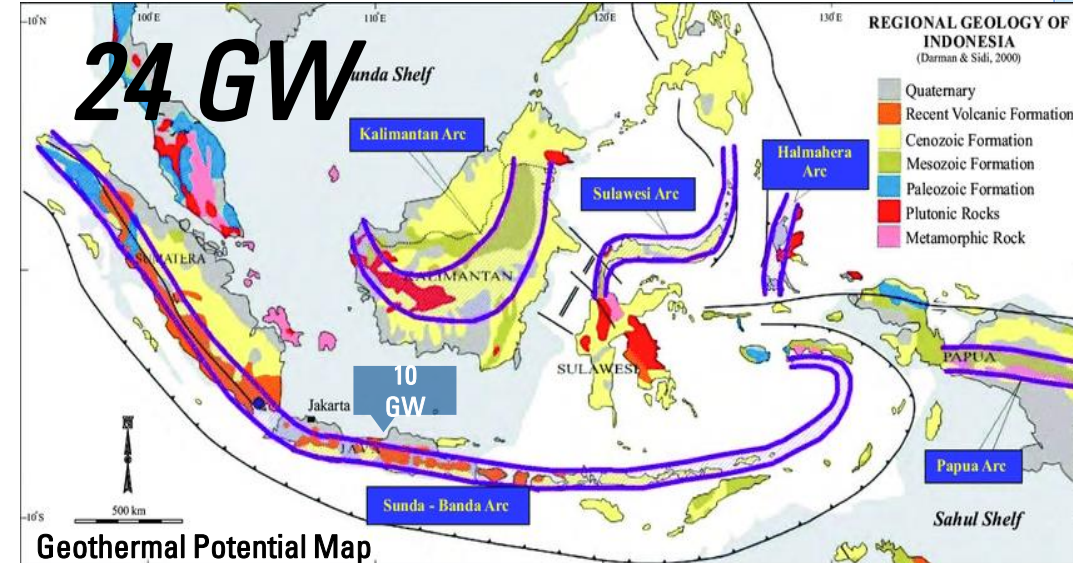 10°N
100°E
110°E
120°E
130°E
24 GW
unda Shelf
REGIONAL GEOLOGY OF
INDONESIA
(Darman & Sidi, 2000)
Quaternary
Recent Volcanic Formation
Cenozoic Formation
Mesozoic Formation
Paleozoic Formation
Plutonic Rocks
Metamorphic Rock
Kalimantan Arc
Sulawesi Arc
Halmahera
Arc
SUMATERA
KALIMANTAN
SULAWESI
PAPUA
10
GW
Jakarta
JAVA
Sunda - Banda Arc
Papua Arc
500 km
10°S
Sahul Shelf
Geothermal Potential Map